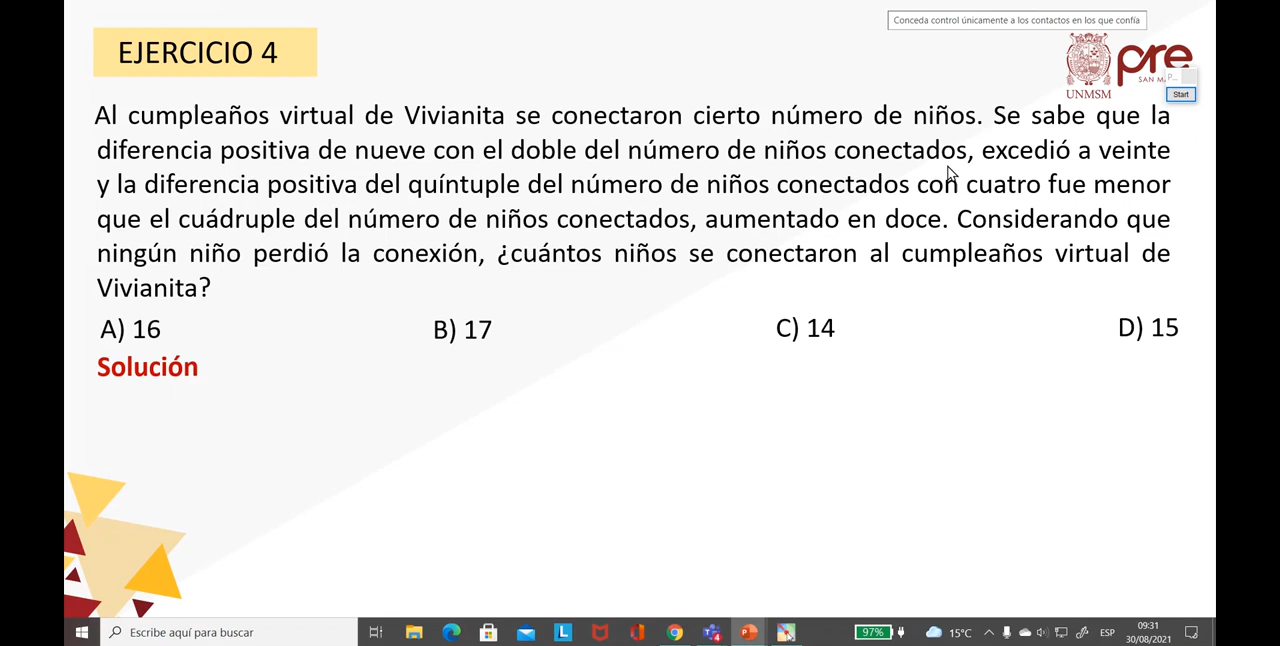 Conceda control únicamente a los contactos en los que confía
EJERCICIO 4
pre
SAN M
UNMSM
P...
Start
Al cumpleaños virtual de Vivianita se conectaron cierto número de niños. Se sabe que la
diferencia positiva de nueve con el doble del número de niños conectados, excedió a veinte
y la diferencia positiva del quíntuple del número de niños conectados con cuatro fue menor
que el cuádruple del número de niños conectados, aumentado en doce. Considerando que
ningún niño perdió la conexión, ¿cuántos niños se conectaron al cumpleaños virtual de
Vivianita?
A) 16 B) 17 C) 14 D) 15
Solución
Escribe aquí para buscar
97%
15°C
ESP
09:31
30/08/2021